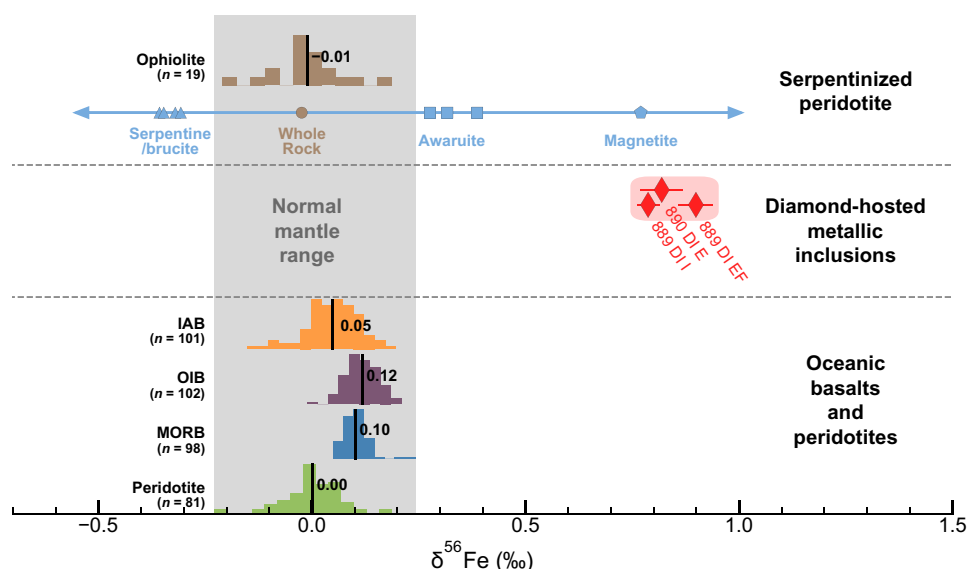 Ophiolite
(n = 19)
−0.01
Serpentinized
peridotite
Serpentine
/brucite
Whole
Rock
Awaruite
Magnetite
Normal
mantle
range
889 DI I
890 DI E
889 DI EF
Diamond-hosted
metallic
inclusions
IAB
(n = 101)
0.05
OIB
(n = 102)
0.12
MORB
(n = 98)
0.10
Peridotite
(n = 81)
0.00
Oceanic
basalts
and
peridotites
−0.5 0.0 0.5 1.0 1.5
δ⁵⁶Fe (‰)